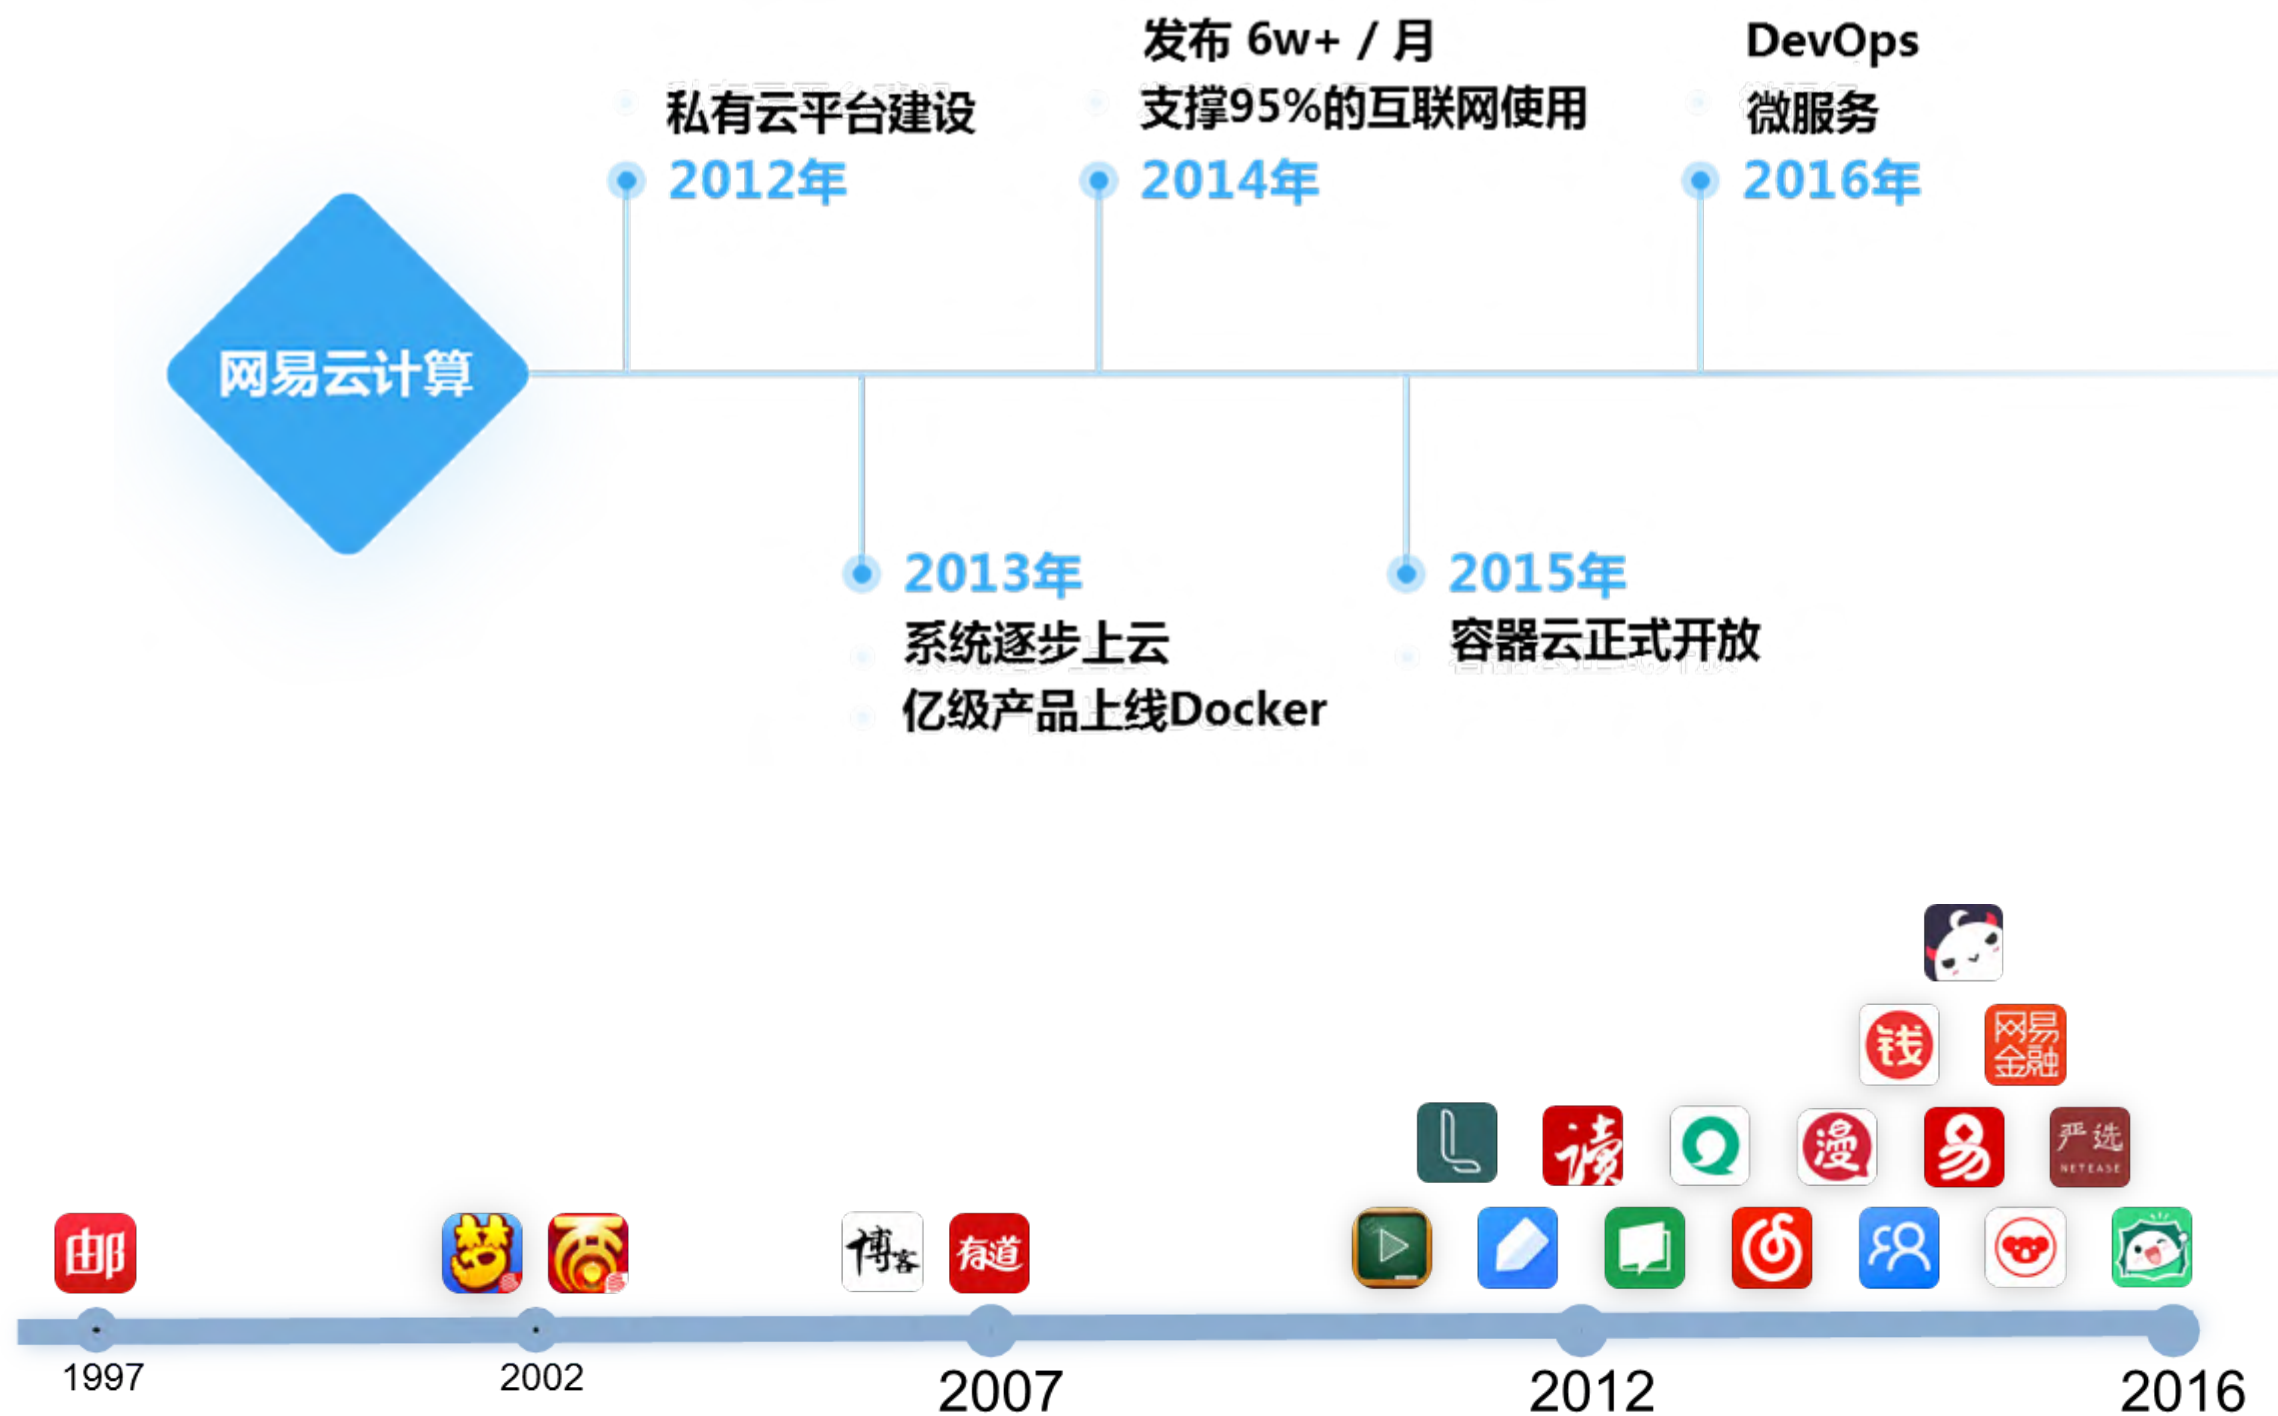 发布 6w+ / 月
支撑95%的互联网使用
2014年
DevOps
微服务
2016年
私有云平台建设
2012年
网易云计算
2013年
系统逐步上云
亿级产品上线Docker
2015年
容器云正式开放
钱
网易
金融
读
漫
易
严选
NETEASE
邮
梦
西
博客
有道
1997
2002
2007
2012
2016